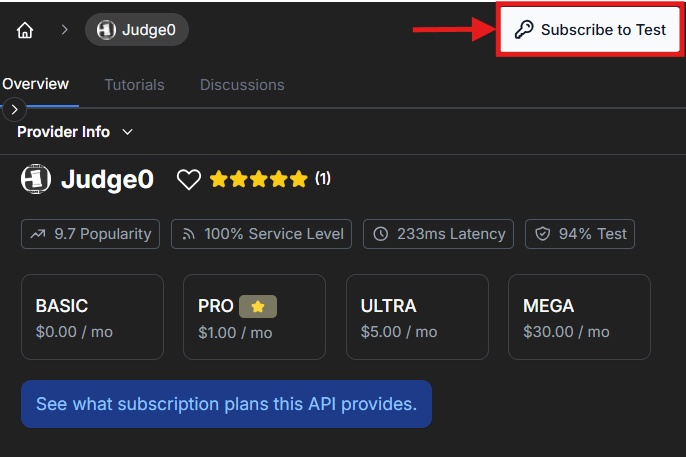 Judge0
Subscribe to Test
Overview Tutorials Discussions
Provider Info
Judge0 (1)
9.7 Popularity 100% Service Level 233ms Latency 94% Test
BASIC PRO ULTRA MEGA
$0.00 / mo $1.00 / mo $5.00 / mo $30.00 / mo
See what subscription plans this API provides.